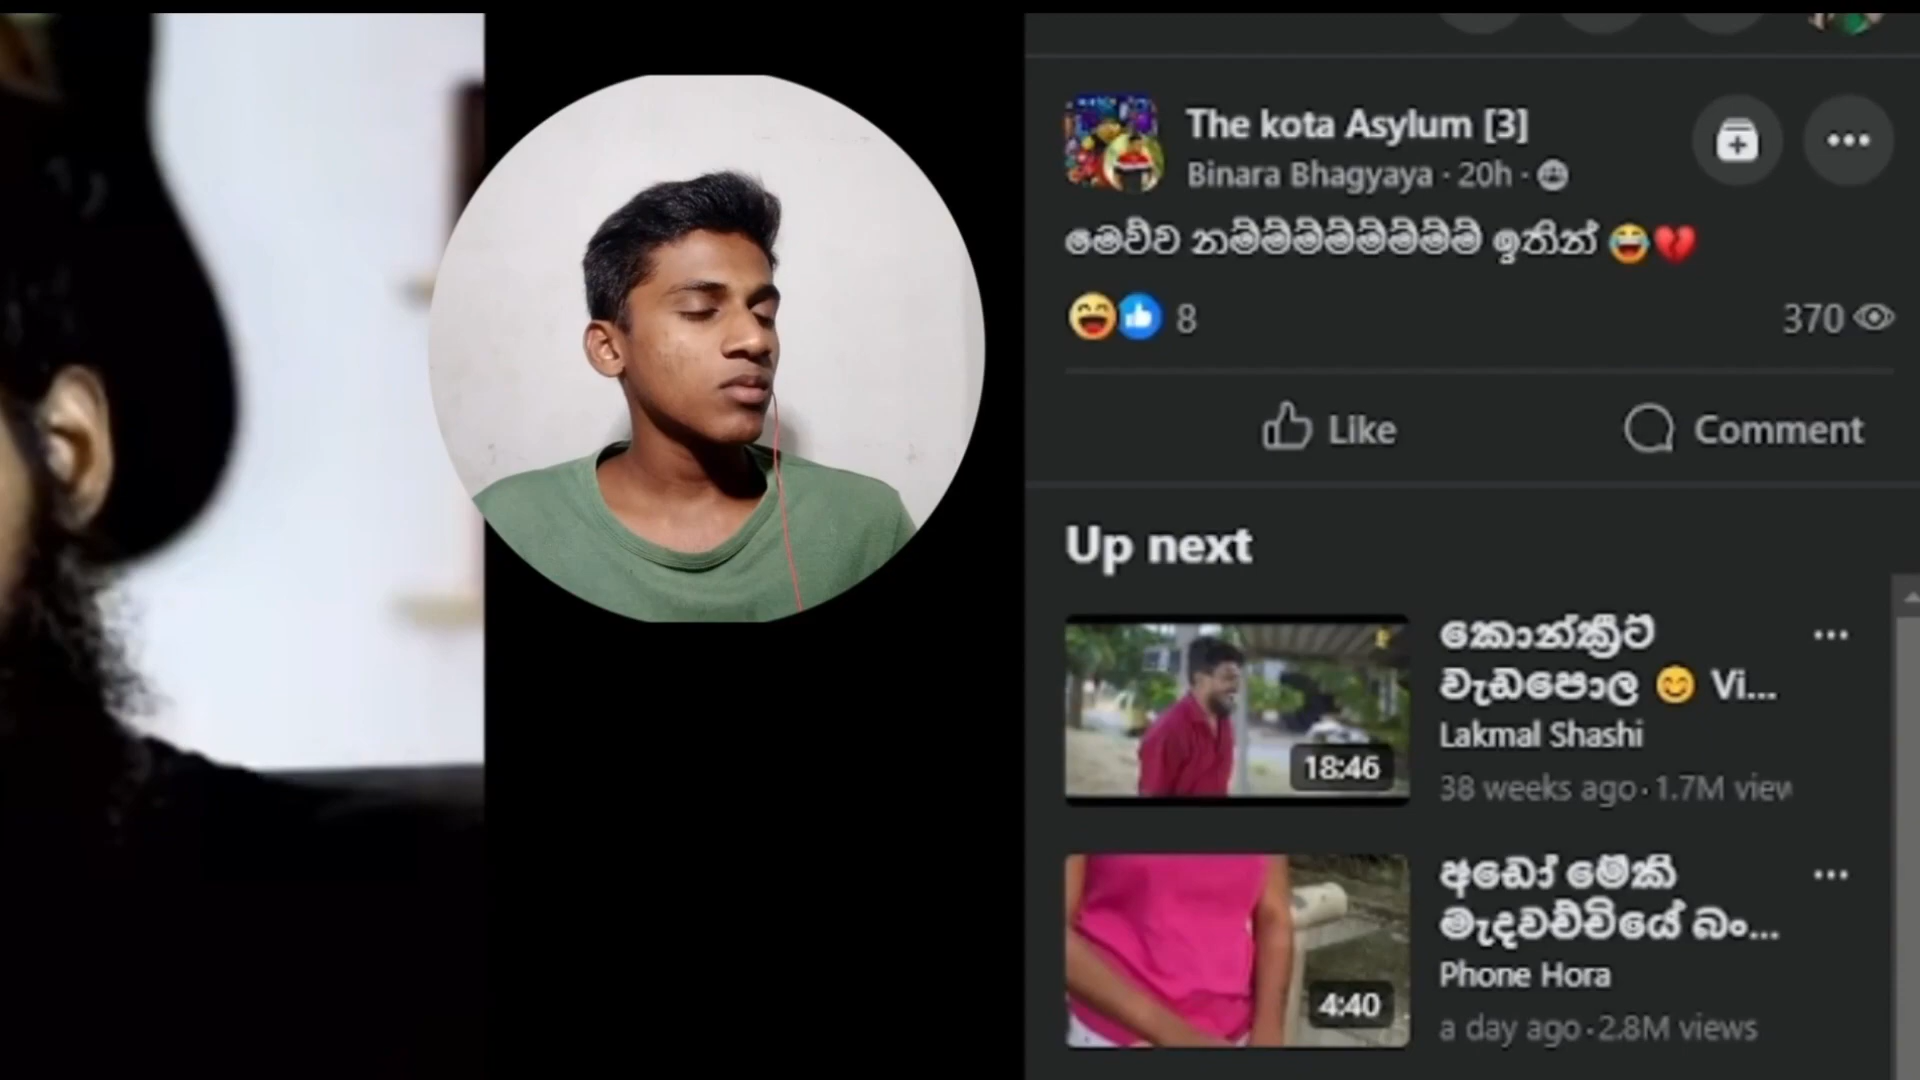 The kota Asylum [3]
Binara Bhagyaya · 20h ·
මෙව්ව නම්ම්ම්ම්ම්ම්ම්ම් ඉතින් 😂💔
8
370
Like
Comment
Up next
18:46
කොන්ක්‍රීට්
වැඩපොල 😊 Vi...
Lakmal Shashi
38 weeks ago · 1.7M view
4:40
අඩෝ මේකි
මැදවච්චියේ බං...
Phone Hora
a day ago · 2.8M views